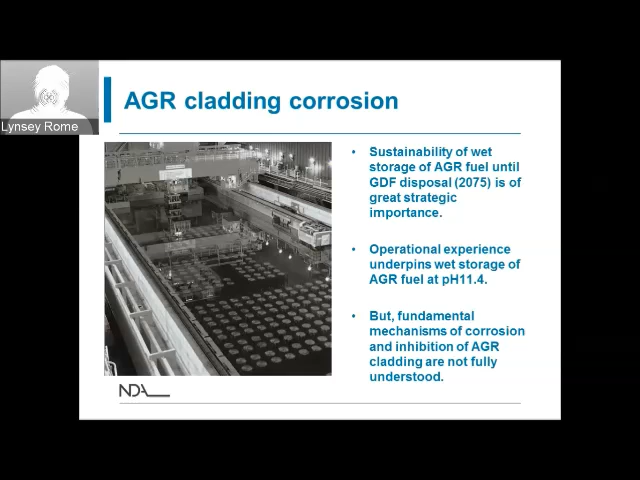 Lynsey Rome
AGR cladding corrosion
• Sustainability of wet
storage of AGR fuel until
GDF disposal (2075) is of
great strategic
importance.
• Operational experience
underpins wet storage of
AGR fuel at pH11.4.
• But, fundamental
mechanisms of corrosion
and inhibition of AGR
cladding are not fully
understood.
NDA